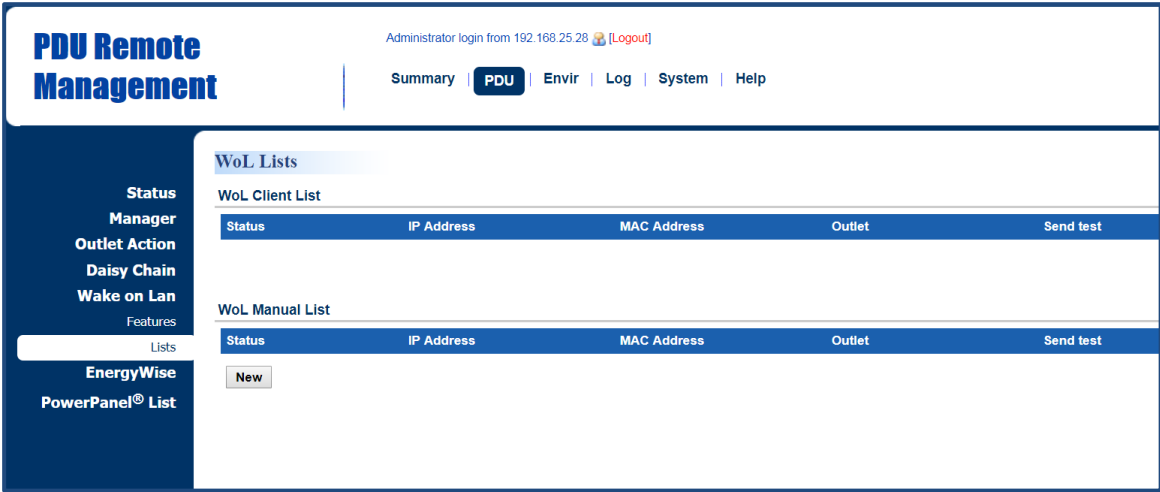 PDU Remote
Management
Administrator login from 192.168.25.28 [Logout]
Summary | PDU | Envir | Log | System | Help
Status
Manager
Outlet Action
Daisy Chain
Wake on Lan
Features
Lists
EnergyWise
PowerPanel® List
WoL Lists
WoL Client List
Status IP Address MAC Address Outlet Send test
WoL Manual List
Status IP Address MAC Address Outlet Send test
New